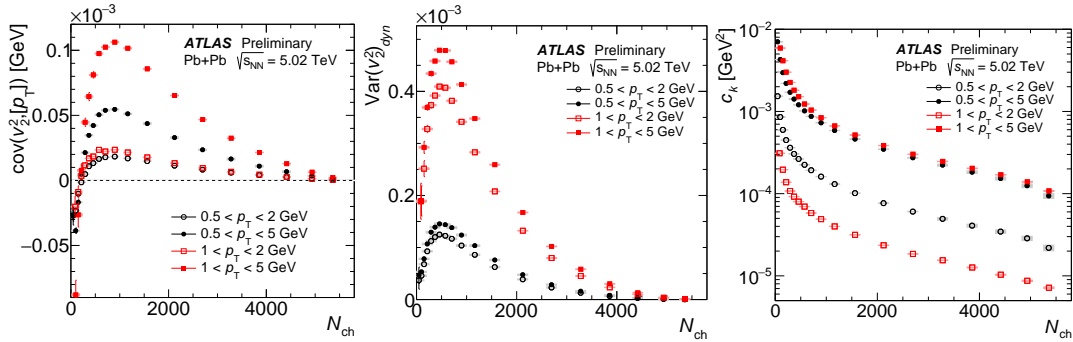 ×10⁻³
cov(v₂²,[p_T]) [GeV]
0.1
0.05
0
−0.05
ATLAS Preliminary
Pb+Pb √s_NN = 5.02 TeV
0.5 < p_T < 2 GeV
0.5 < p_T < 5 GeV
1 < p_T < 2 GeV
1 < p_T < 5 GeV
0 2000 4000
N_ch
×10⁻³
Var(v₂²)_dyn
0.4
0.2
0
ATLAS Preliminary
Pb+Pb √s_NN = 5.02 TeV
0.5 < p_T < 2 GeV
0.5 < p_T < 5 GeV
1 < p_T < 2 GeV
1 < p_T < 5 GeV
0 2000 4000
N_ch
c_k [GeV²]
10⁻²
10⁻³
10⁻⁴
10⁻⁵
ATLAS Preliminary
Pb+Pb √s_NN = 5.02 TeV
0.5 < p_T < 2 GeV
0.5 < p_T < 5 GeV
1 < p_T < 2 GeV
1 < p_T < 5 GeV
0 2000 4000
N_ch